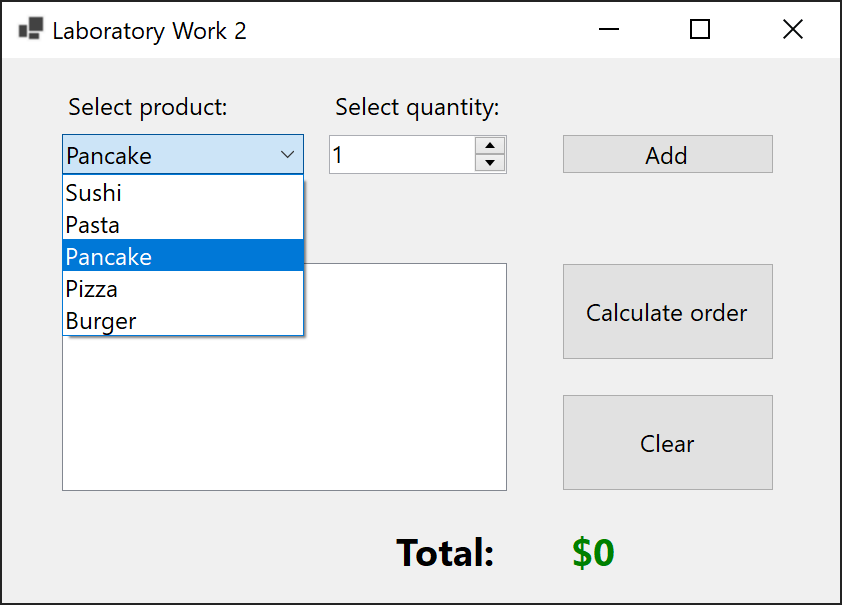 Laboratory Work 2
Select product:
Select quantity:
Pancake
1
Add
Sushi
Pasta
Pancake
Pizza
Burger
Calculate order
Clear
Total: $0